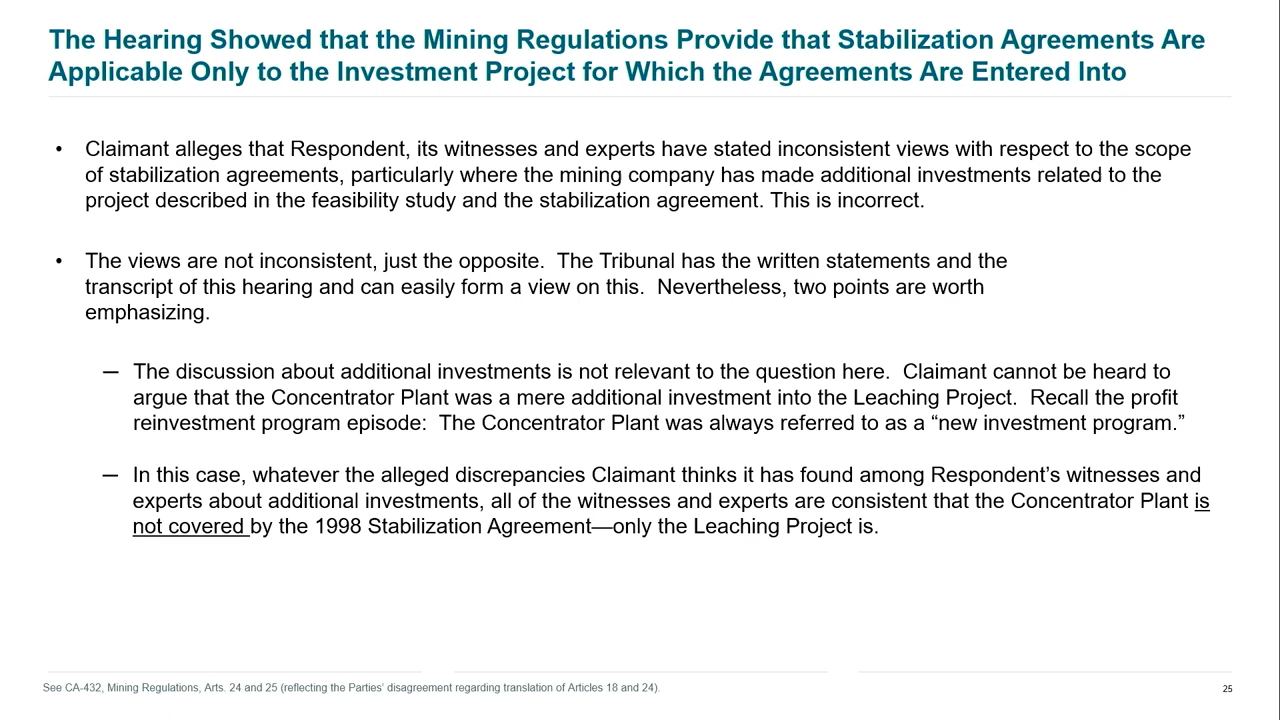 The Hearing Showed that the Mining Regulations Provide that Stabilization Agreements Are
Applicable Only to the Investment Project for Which the Agreements Are Entered Into
• Claimant alleges that Respondent, its witnesses and experts have stated inconsistent views with respect to the scope
of stabilization agreements, particularly where the mining company has made additional investments related to the
project described in the feasibility study and the stabilization agreement. This is incorrect.
• The views are not inconsistent, just the opposite. The Tribunal has the written statements and the
transcript of this hearing and can easily form a view on this. Nevertheless, two points are worth
emphasizing.
— The discussion about additional investments is not relevant to the question here. Claimant cannot be heard to
argue that the Concentrator Plant was a mere additional investment into the Leaching Project. Recall the profit
reinvestment program episode: The Concentrator Plant was always referred to as a “new investment program.”
— In this case, whatever the alleged discrepancies Claimant thinks it has found among Respondent’s witnesses and
experts about additional investments, all of the witnesses and experts are consistent that the Concentrator Plant is
not covered by the 1998 Stabilization Agreement—only the Leaching Project is.
See CA-432, Mining Regulations, Arts. 24 and 25 (reflecting the Parties’ disagreement regarding translation of Articles 18 and 24).
25